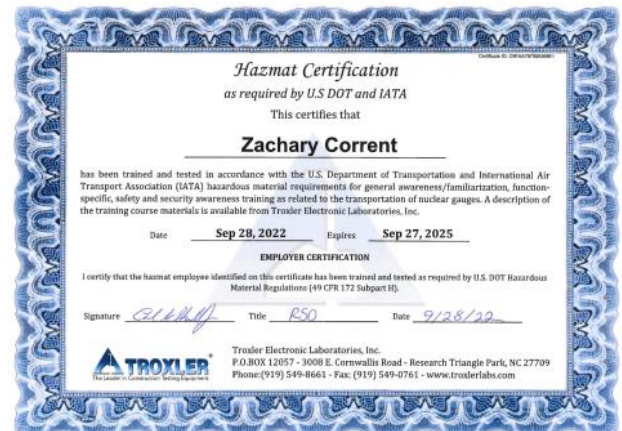 Hazmat Certification
as required by U.S DOT and IATA
This certifies that
Zachary Corrent
has been trained and tested in accordance with the U.S. Department of Transportation and International Air
Transport Association (IATA) hazardous material requirements for general awareness/familiarization, function-
specific, safety and security awareness training as related to the transportation of nuclear gauges. A description of
the training course materials is available from Troxler Electronic Laboratories, Inc.
Date Sep 28, 2022 Expires Sep 27, 2025
EMPLOYER CERTIFICATION
I certify that the hazmat employee identified on this certificate has been trained and tested as required by U.S. DOT Hazardous
Material Regulations (49 CFR 172 Subpart H).
Signature Title RSO Date 9/28/22
TROXLER
The Leader in Construction Testing Equipment
Troxler Electronic Laboratories, Inc.
P.O.BOX 12057 - 3008 E. Cornwallis Road - Research Triangle Park, NC 27709
Phone:(919) 549-8661 - Fax: (919) 549-0761 - www.troxlerlabs.com